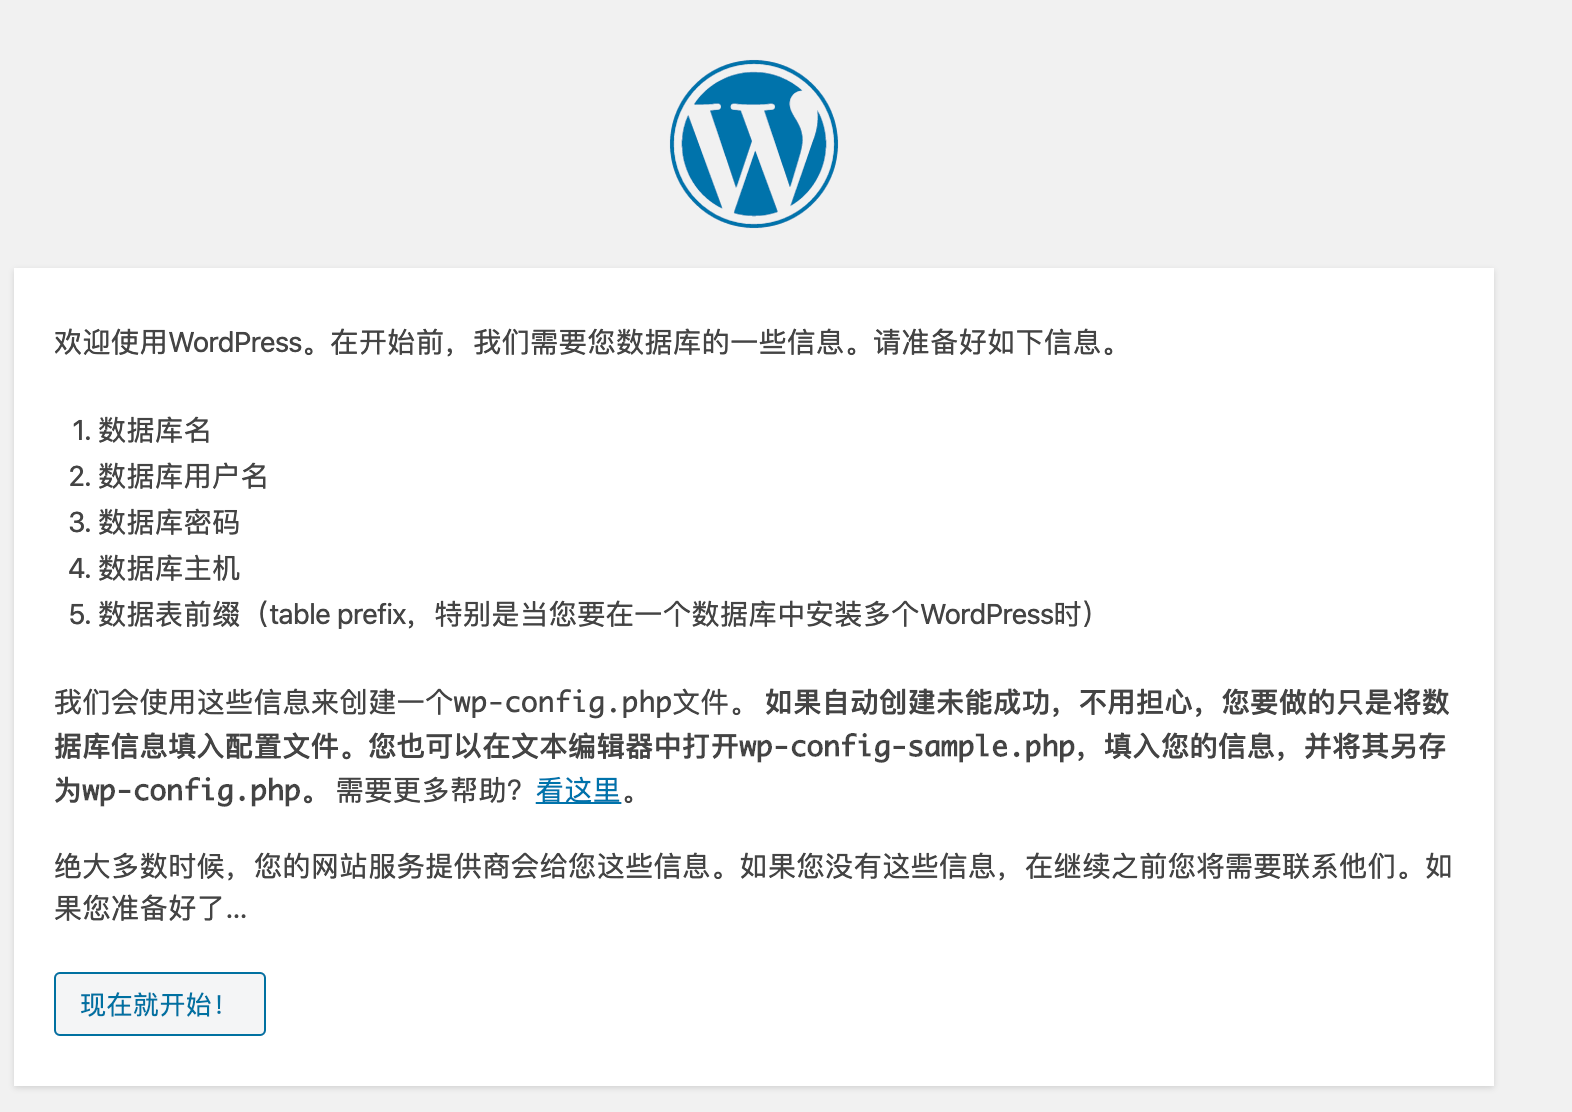 欢迎使用WordPress。在开始前，我们需要您数据库的一些信息。请准备好如下信息。
1. 数据库名
2. 数据库用户名
3. 数据库密码
4. 数据库主机
5. 数据表前缀（table prefix，特别是当您要在一个数据库中安装多个WordPress时）
我们会使用这些信息来创建一个wp-config.php文件。 如果自动创建未能成功，不用担心，您要做的只是将数
据库信息填入配置文件。您也可以在文本编辑器中打开wp-config-sample.php，填入您的信息，并将其另存
为wp-config.php。 需要更多帮助？看这里。
绝大多数时候，您的网站服务提供商会给您这些信息。如果您没有这些信息，在继续之前您将需要联系他们。如
果您准备好了…
现在就开始！